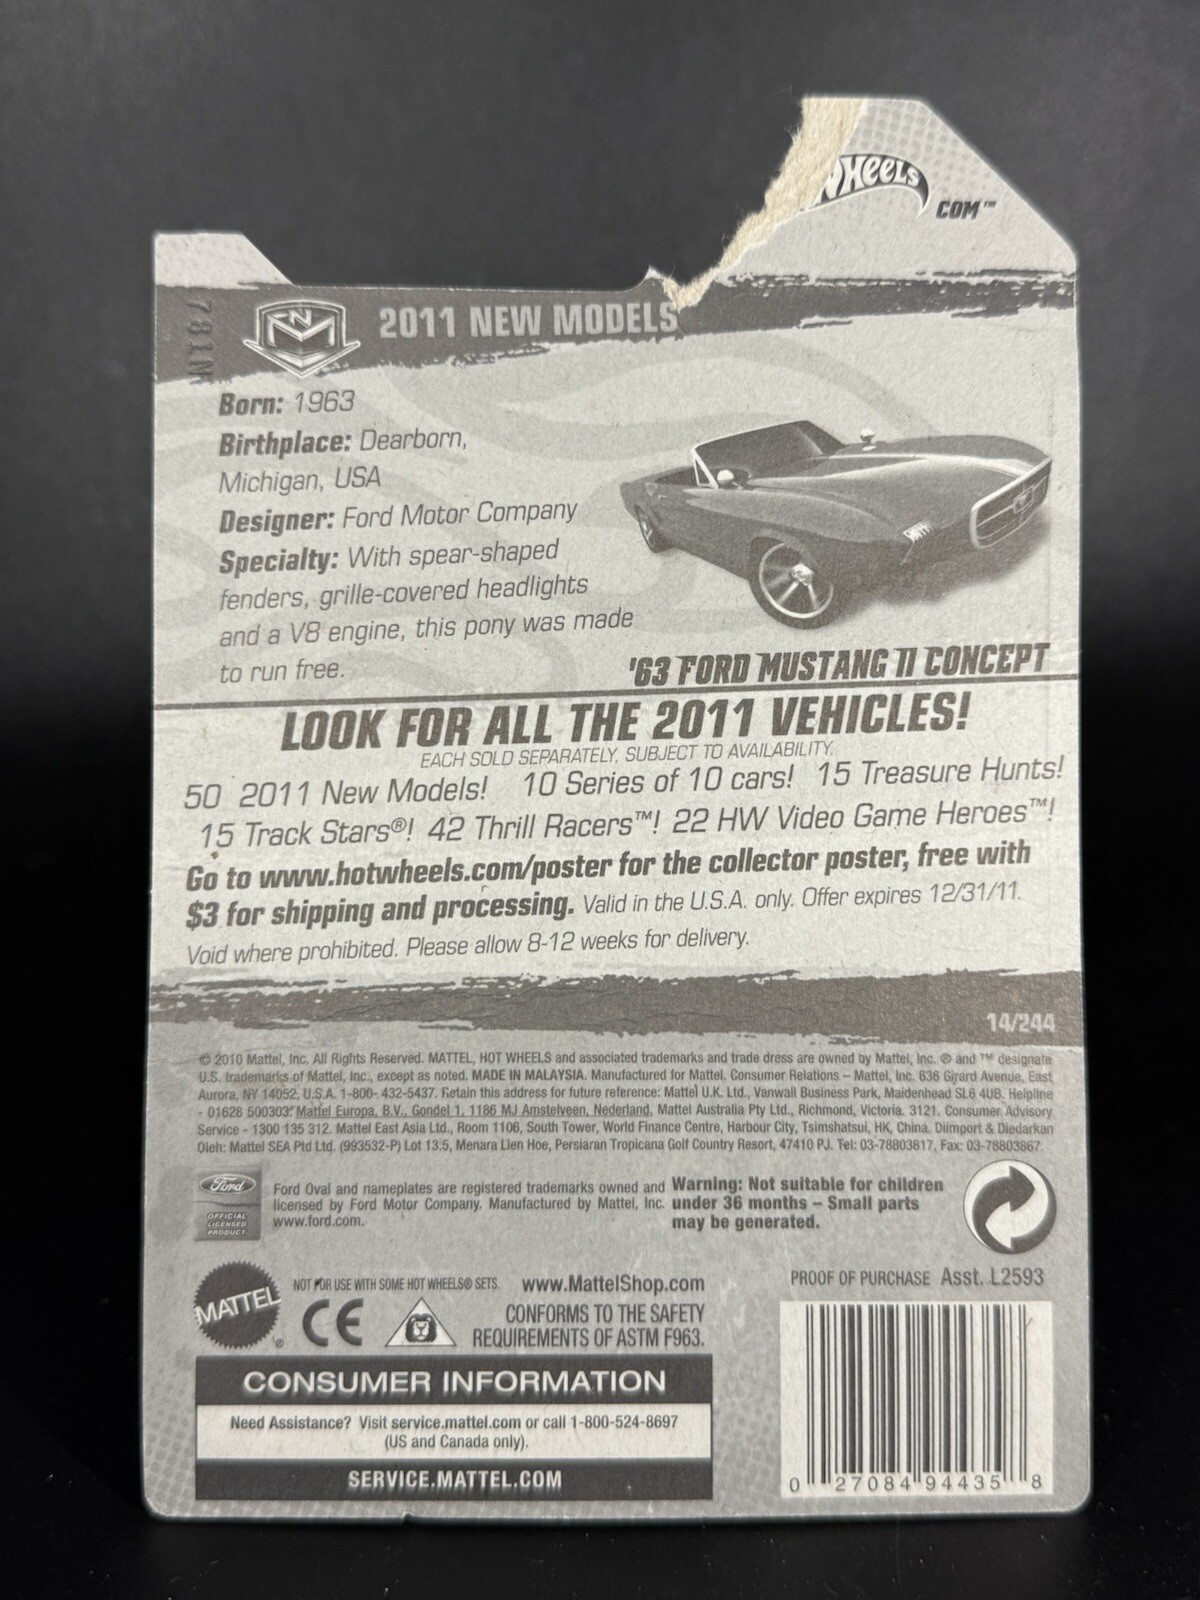 WHEELS
COM™
781NK
NM
2011 NEW MODELS
Born: 1963
Birthplace: Dearborn,
Michigan, USA
Designer: Ford Motor Company
Specialty: With spear-shaped
fenders, grille-covered headlights
and a V8 engine, this pony was made
to run free.
'63 FORD MUSTANG II CONCEPT
LOOK FOR ALL THE 2011 VEHICLES!
EACH SOLD SEPARATELY, SUBJECT TO AVAILABILITY.
50 2011 New Models! 10 Series of 10 cars! 15 Treasure Hunts!
15 Track Stars®! 42 Thrill Racers™! 22 HW Video Game Heroes™!
Go to www.hotwheels.com/poster for the collector poster, free with
$3 for shipping and processing. Valid in the U.S.A. only. Offer expires 12/31/11.
Void where prohibited. Please allow 8-12 weeks for delivery.
14/244
© 2010 Mattel, Inc. All Rights Reserved. MATTEL, HOT WHEELS and associated trademarks and trade dress are owned by Mattel, Inc. ® and ™ designate
U.S. trademarks of Mattel, Inc., except as noted. MADE IN MALAYSIA. Manufactured for Mattel. Consumer Relations – Mattel, Inc. 636 Girard Avenue, East
Aurora, NY 14052, U.S.A. 1-800- 432-5437. Retain this address for future reference: Mattel U.K. Ltd., Vanwall Business Park, Maidenhead SL6 4UB. Helpline
- 01628 500303. Mattel Europa, B.V., Gondel 1, 1186 MJ Amstelveen, Nederland. Mattel Australia Pty Ltd., Richmond, Victoria. 3121. Consumer Advisory
Service - 1300 135 312. Mattel East Asia Ltd., Room 1106, South Tower, World Finance Centre, Harbour City, Tsimshatsui, HK, China. Diimport & Diedarkan
Oleh: Mattel SEA Ptd Ltd. (993532-P) Lot 13.5, Menara Lien Hoe, Persiaran Tropicana Golf Country Resort, 47410 PJ. Tel: 03-78803817, Fax: 03-78803867.
Ford
OFFICIAL
LICENSED
PRODUCT
Ford Oval and nameplates are registered trademarks owned and
licensed by Ford Motor Company. Manufactured by Mattel, Inc.
www.ford.com.
Warning: Not suitable for children
under 36 months – Small parts
may be generated.
MATTEL®
NOT FOR USE WITH SOME HOT WHEELS® SETS.
www.MattelShop.com
CE
CONFORMS TO THE SAFETY
REQUIREMENTS OF ASTM F963.
PROOF OF PURCHASE Asst. L2593
CONSUMER INFORMATION
Need Assistance? Visit service.mattel.com or call 1-800-524-8697
(US and Canada only).
SERVICE.MATTEL.COM
0 27084 94435 8